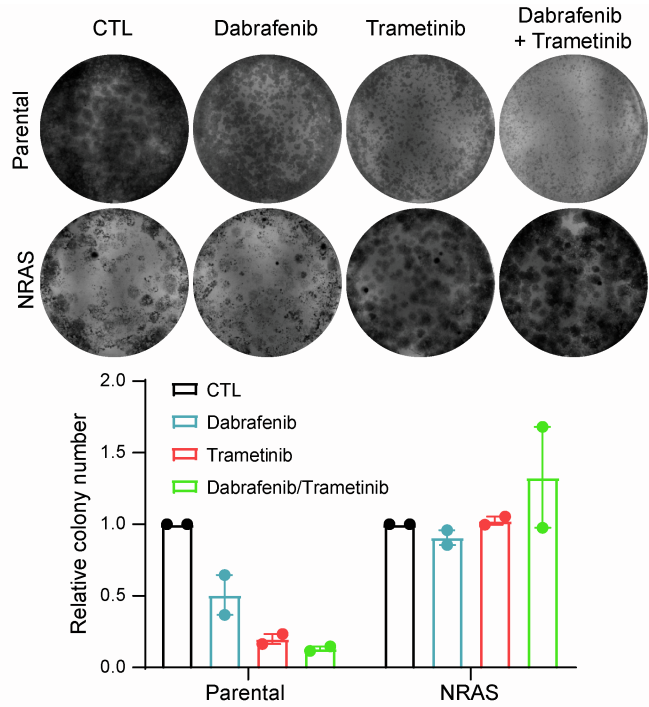 CTL
Dabrafenib
Trametinib
Dabrafenib
+ Trametinib
Parental
NRAS
Relative colony number
2.0
1.5
1.0
0.5
0.0
CTL
Dabrafenib
Trametinib
Dabrafenib/Trametinib
Parental
NRAS